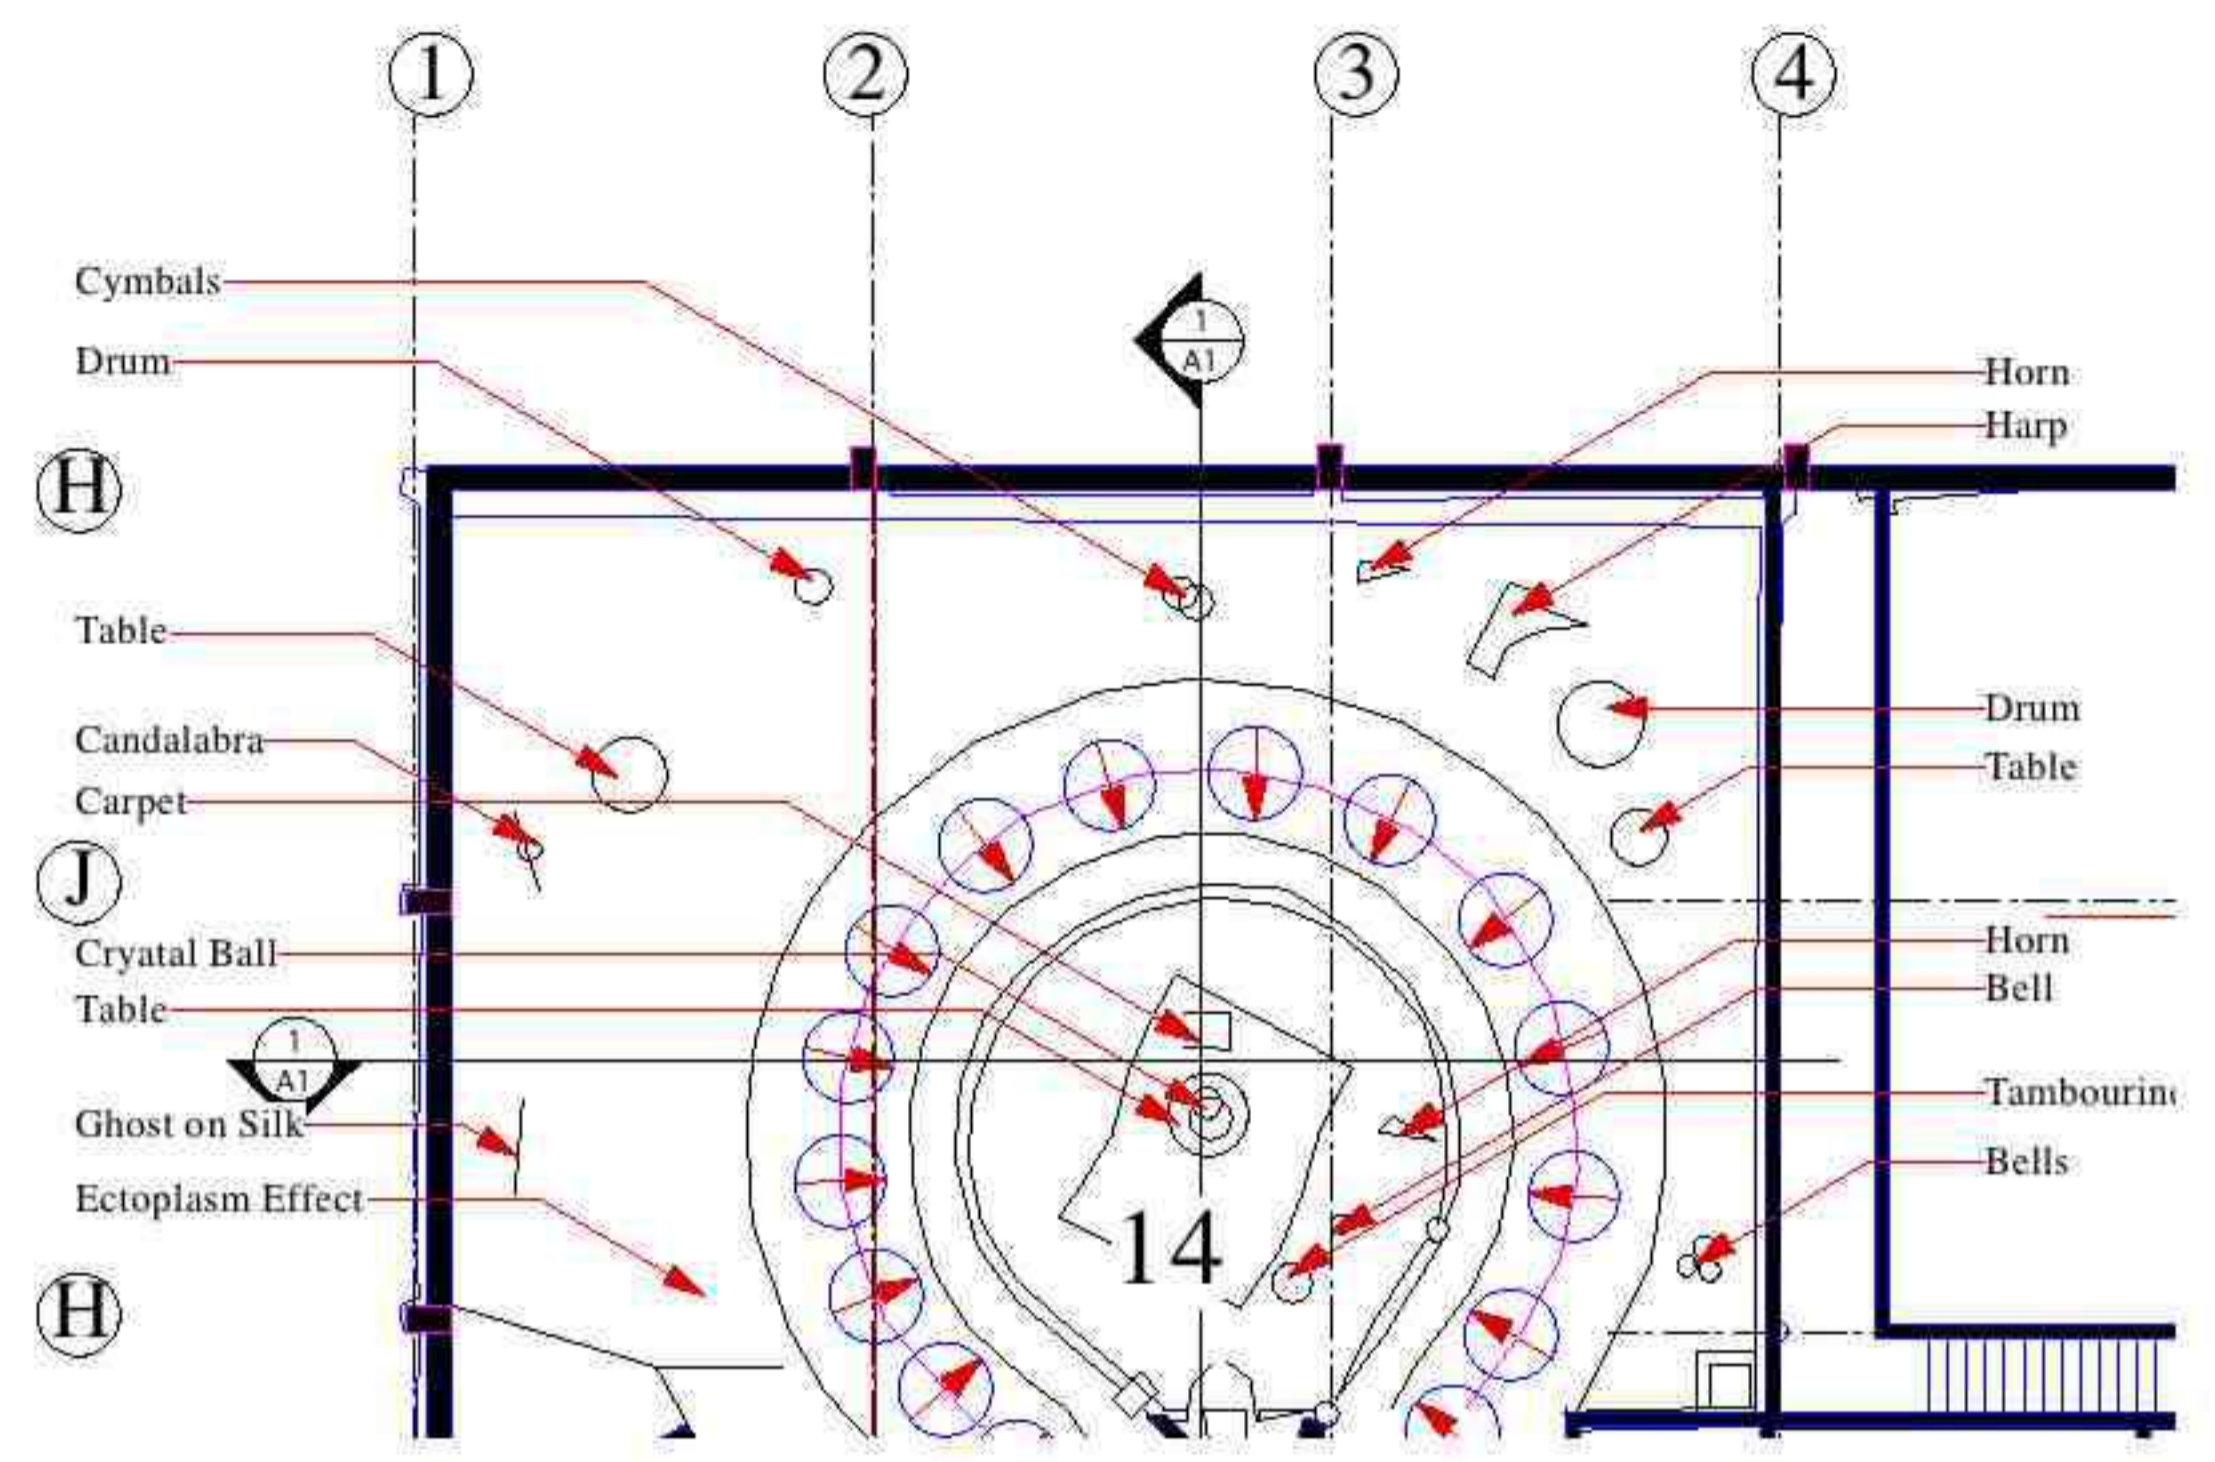 1 2 3 4
Cymbals
1
A1
Drum
Horn
Harp
H
Table
Drum
Candalabra
Table
Carpet
J
Horn
Cryatal Ball
Bell
Table
1
A1
Tambourin
Ghost on Silk
Bells
Ectoplasm Effect
14
H